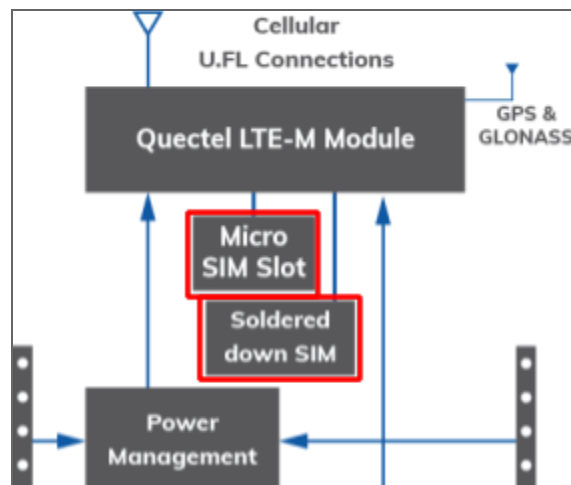 Cellular
U.FL Connections
GPS &
GLONASS
Quectel LTE-M Module
Micro
SIM Slot
Soldered
down SIM
Power
Management